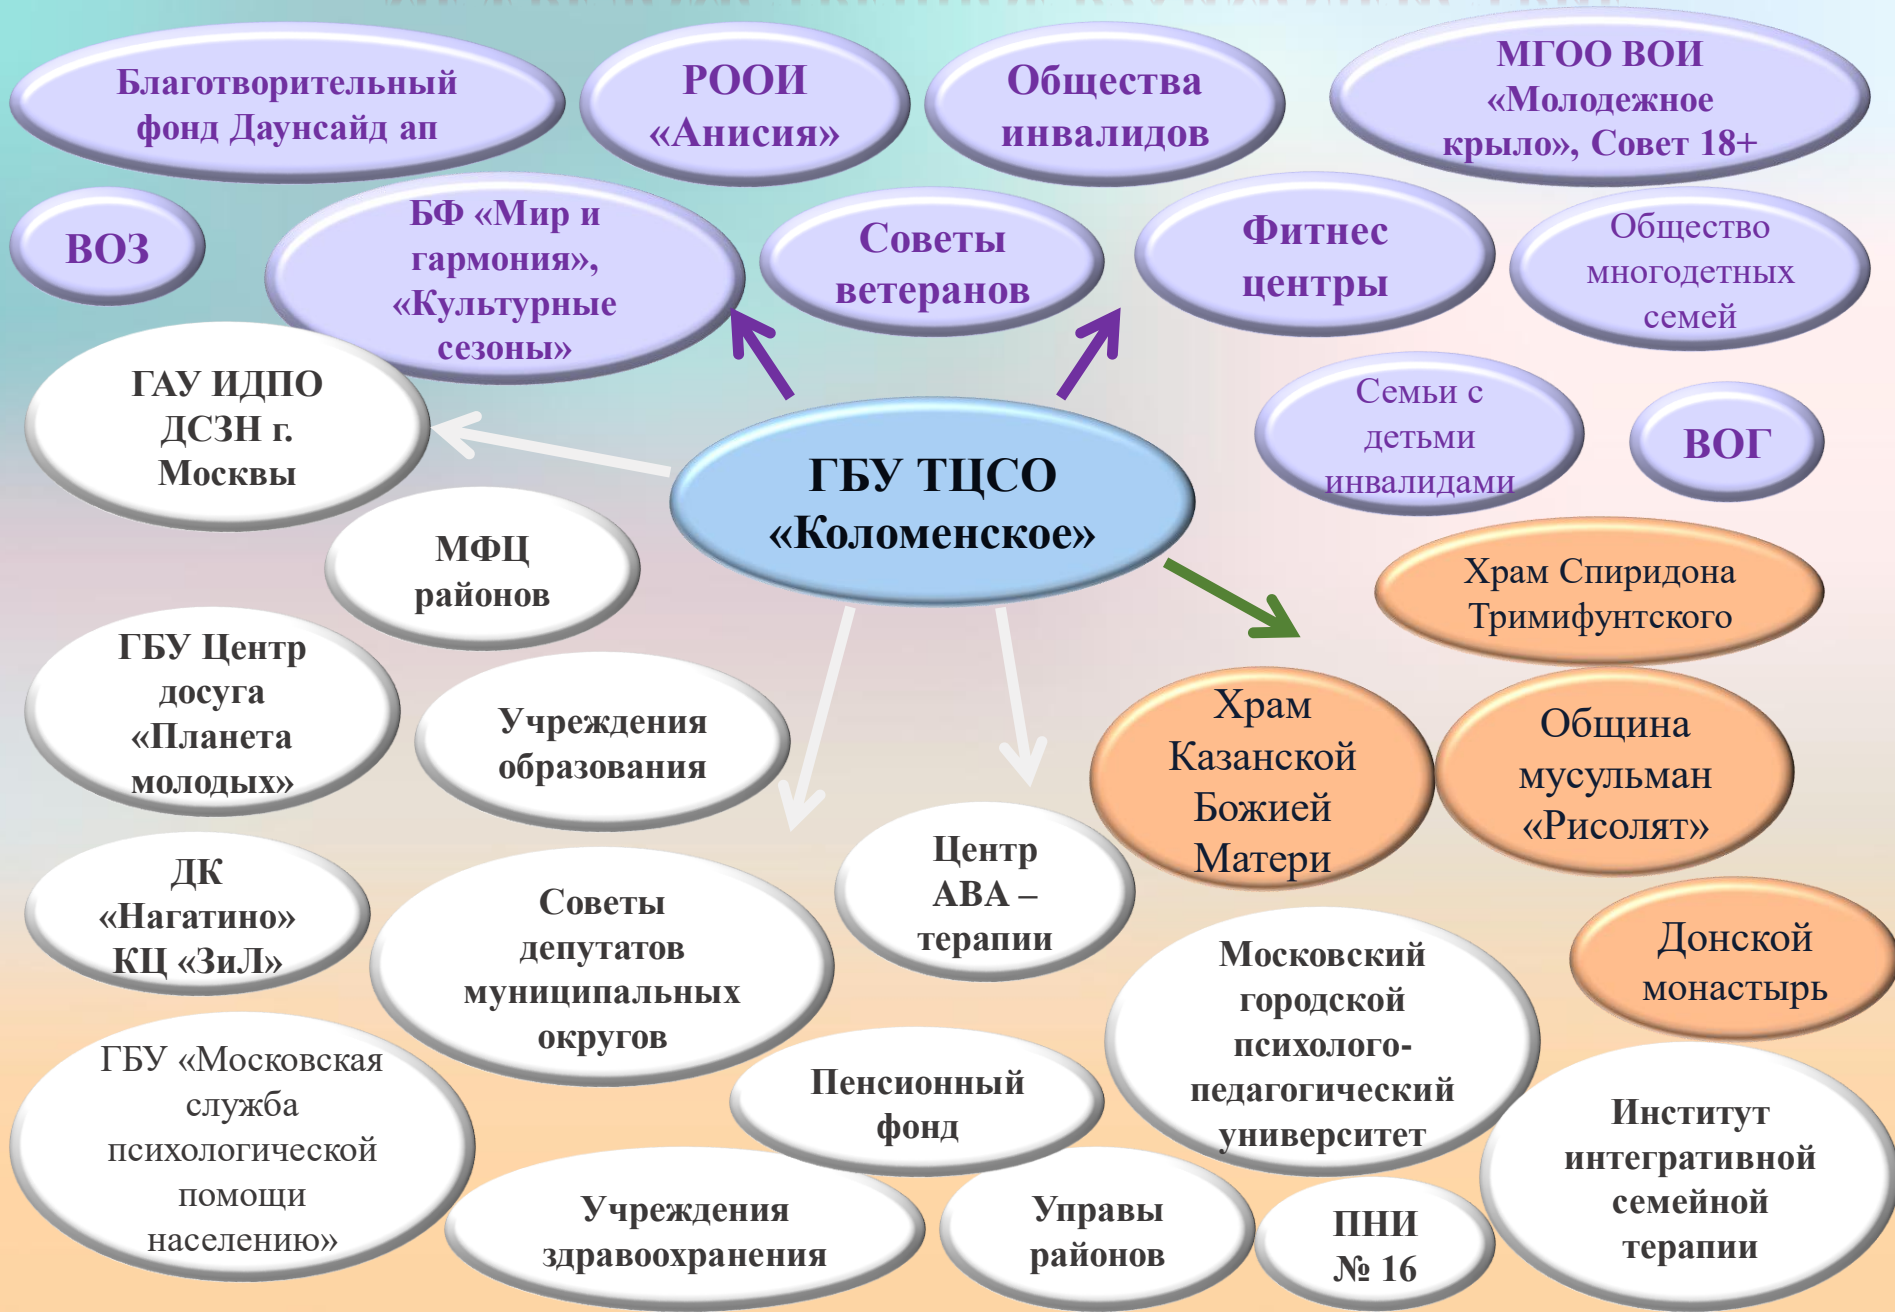 Благотворительный
фонд Даунсайд ап
РООИ
«Анисия»
Общества
инвалидов
МГОО ВОИ
«Молодежное
крыло», Совет 18+
ВОЗ
БФ «Мир и
гармония»,
«Культурные
сезоны»
Советы
ветеранов
Фитнес
центры
Общество
многодетных
семей
ГАУ ИДПО
ДСЗН г.
Москвы
ГБУ ТЦСО
«Коломенское»
Семьи с
детьми
инвалидами
ВОГ
МФЦ
районов
Храм Спиридона
Тримифунтского
ГБУ Центр
досуга
«Планета
молодых»
Учреждения
образования
Храм
Казанской
Божией
Матери
Община
мусульман
«Рисолят»
ДК
«Нагатино»
КЦ «ЗиЛ»
Советы
депутатов
муниципальных
округов
Центр
АВА –
терапии
Московский
городской
психолого-
педагогический
университет
Донской
монастырь
ГБУ «Московская
служба
психологической
помощи
населению»
Пенсионный
фонд
Институт
интегративной
семейной
терапии
Учреждения
здравоохранения
Управы
районов
ПНИ
№ 16